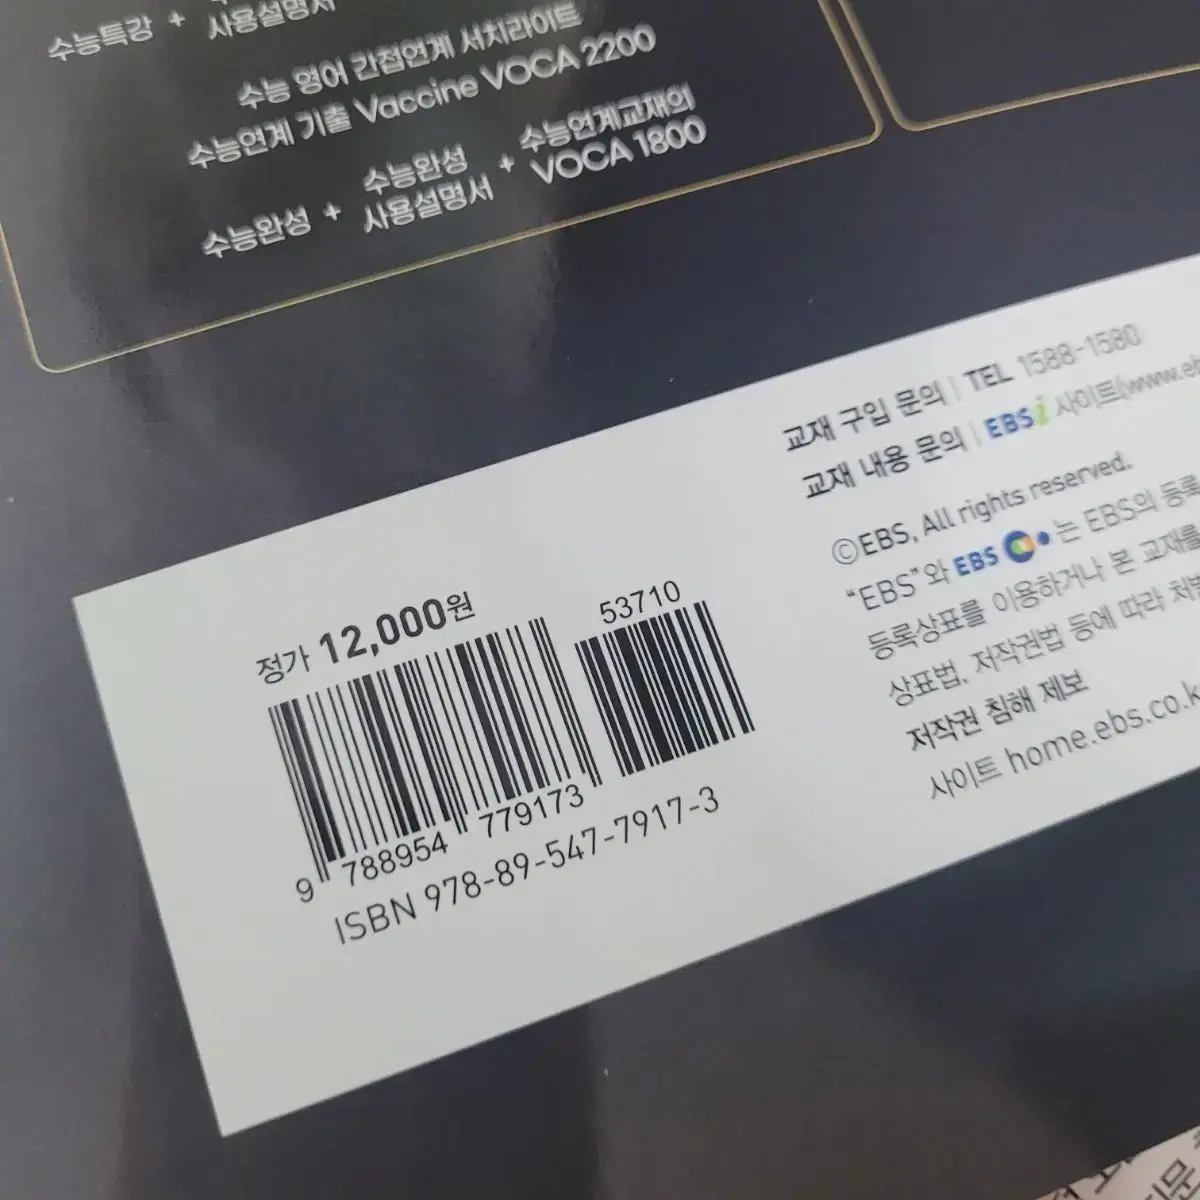 수능특강 + 사용설명서
수능 영어 간접연계 서치라이트
수능연계 기출 Vaccine VOCA 2200
수능완성 + 수능완성 사용설명서 + 수능연계교재의 VOCA 1800
교재 구입 문의 | TEL 1588-1580
교재 내용 문의 | EBSi 사이트(www.eb
ⓒEBS, All rights reserved.
“EBS”와 EBS 는 EBS의 등록
등록상표를 이용하거나 본 교재를
상표법, 저작권법 등에 따라 처벌
저작권 침해 제보
사이트 home.ebs.co.k
정가 12,000원
53710
9 788954 779173
ISBN 978-89-547-7917-3